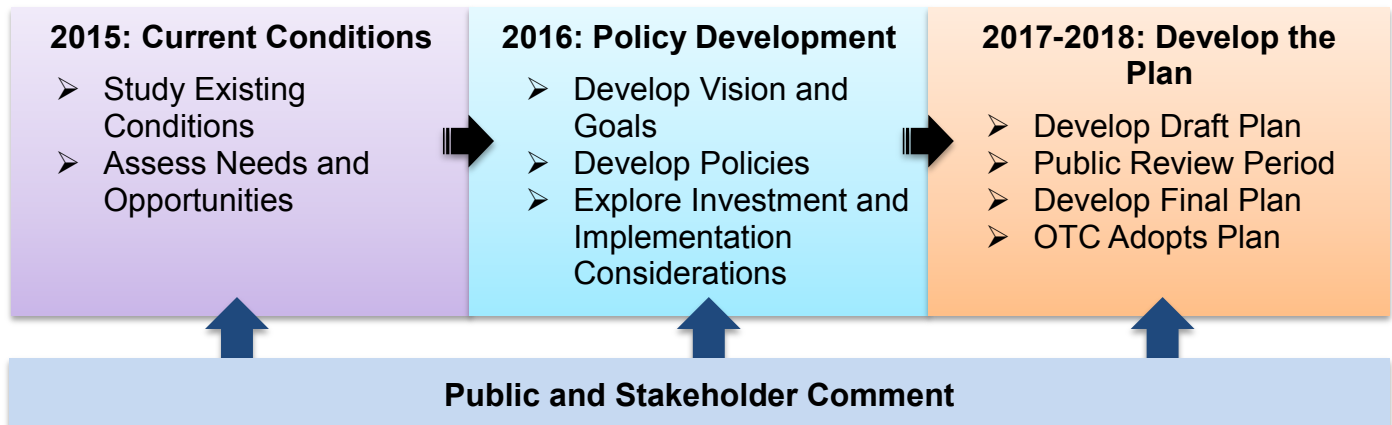 2015: Current Conditions
➢ Study Existing
Conditions
➢ Assess Needs and
Opportunities
2016: Policy Development
➢ Develop Vision and
Goals
➢ Develop Policies
➢ Explore Investment and
Implementation
Considerations
2017-2018: Develop the
Plan
➢ Develop Draft Plan
➢ Public Review Period
➢ Develop Final Plan
➢ OTC Adopts Plan
Public and Stakeholder Comment